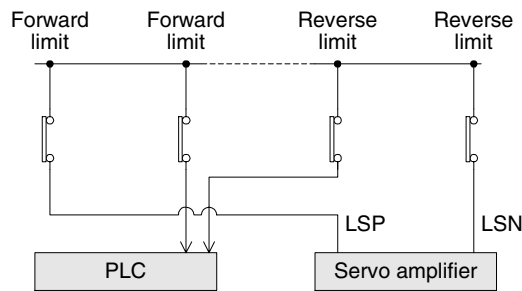 Forward
limit
Forward
limit
Reverse
limit
Reverse
limit
LSP
LSN
PLC
Servo amplifier